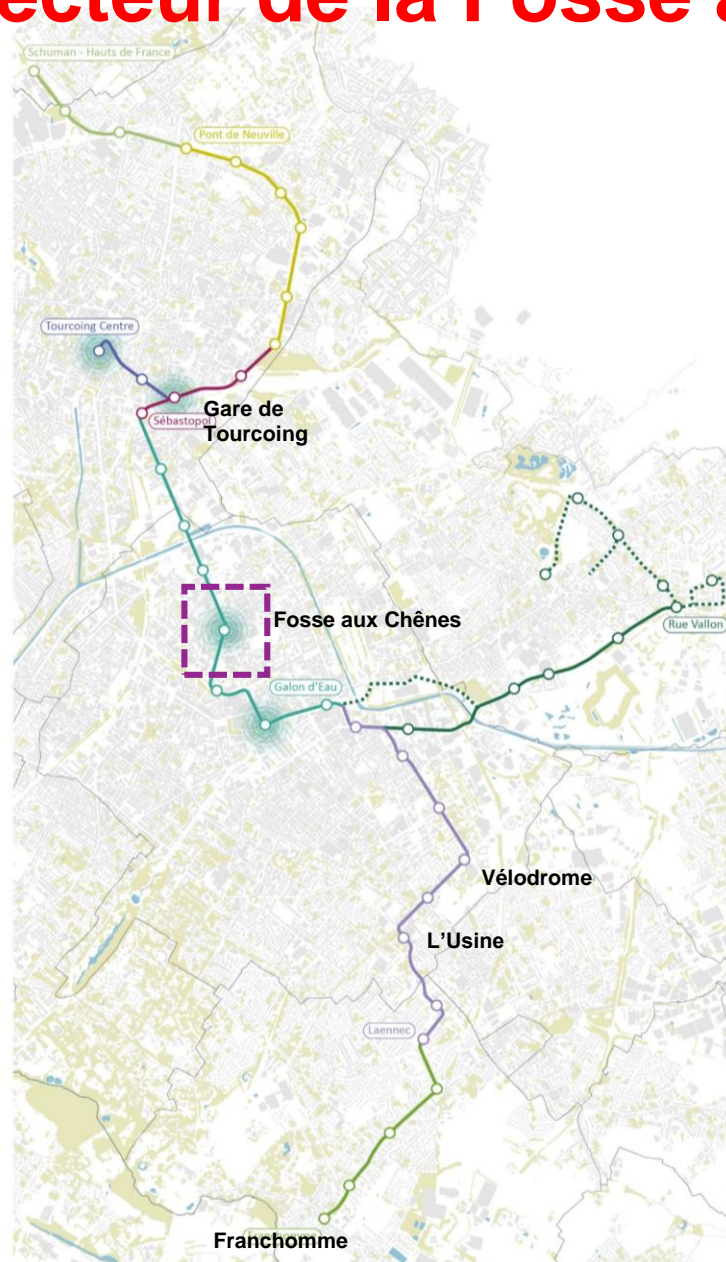 ecteur de la Fosse a
Schuman - Hauts de France
Pont de Neuville
Tourcoing Centre
Gare de
Tourcoing
Sébastopol
Fosse aux Chênes
Rue Vallon
Galon d'Eau
Vélodrome
L'Usine
Laennec
Franchomme